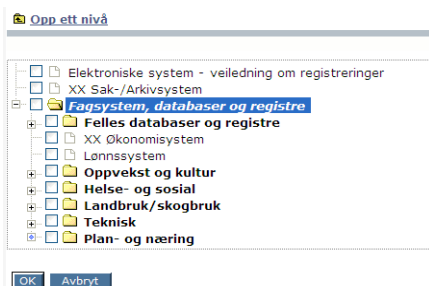 Opp ett nivå
Elektroniske system - veiledning om registreringer
XX Sak-/Arkivsystem
Fagsystem, databaser og registre
Felles databaser og registre
XX Økonomisystem
Lønnssystem
Oppvekst og kultur
Helse- og sosial
Landbruk/skogbruk
Teknisk
Plan- og næring
OK Avbryt